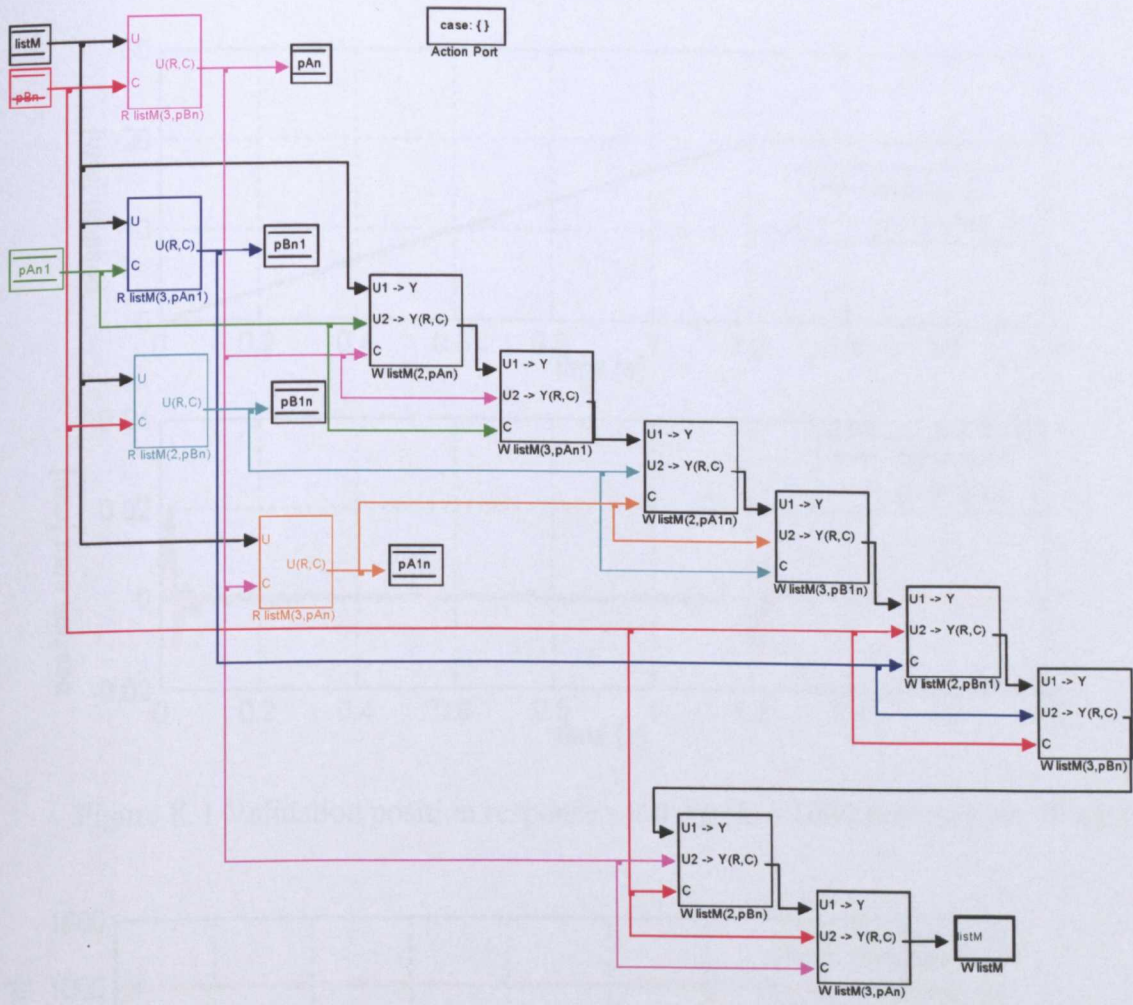 case: { }
Action Port
listM
pBn
U
C
U(R,C)
R listM(3,pBn)
pAn
pAn1
U
C
U(R,C)
R listM(3,pAn1)
pBn1
U
C
U(R,C)
R listM(2,pBn)
pB1n
U1 -> Y
U2 -> Y(R,C)
C
W listM(2,pAn)
U1 -> Y
U2 -> Y(R,C)
C
W listM(3,pAn1)
U1 -> Y
U2 -> Y(R,C)
C
W listM(2,pA1n)
U
C
U(R,C)
R listM(3,pAn)
pA1n
U1 -> Y
U2 -> Y(R,C)
C
W listM(3,pB1n)
U1 -> Y
U2 -> Y(R,C)
C
W listM(2,pBn1)
U1 -> Y
U2 -> Y(R,C)
C
W listM(3,pBn)
U1 -> Y
U2 -> Y(R,C)
C
W listM(2,pBn)
U1 -> Y
U2 -> Y(R,C)
C
W listM(3,pAn)
listM
W listM